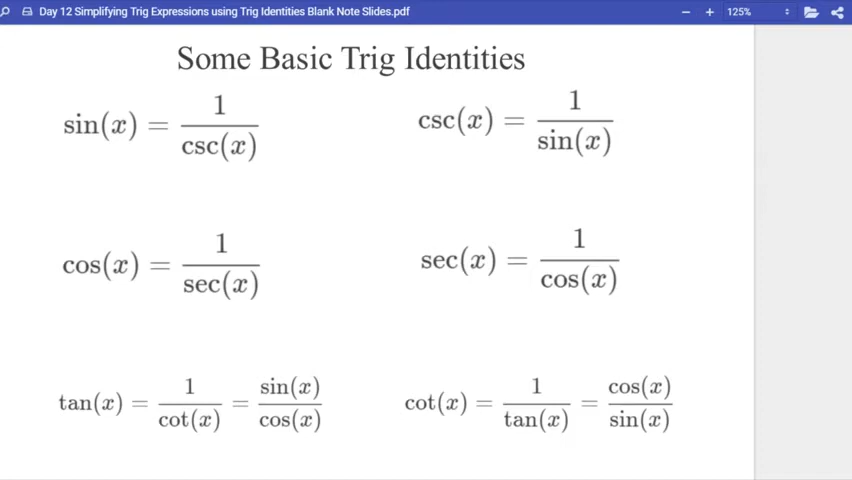 Day 12 Simplifying Trig Expressions using Trig Identities Blank Note Slides.pdf
125%
Some Basic Trig Identities
sin(x) = 1/csc(x)
csc(x) = 1/sin(x)
cos(x) = 1/sec(x)
sec(x) = 1/cos(x)
tan(x) = 1/cot(x) = sin(x)/cos(x)
cot(x) = 1/tan(x) = cos(x)/sin(x)